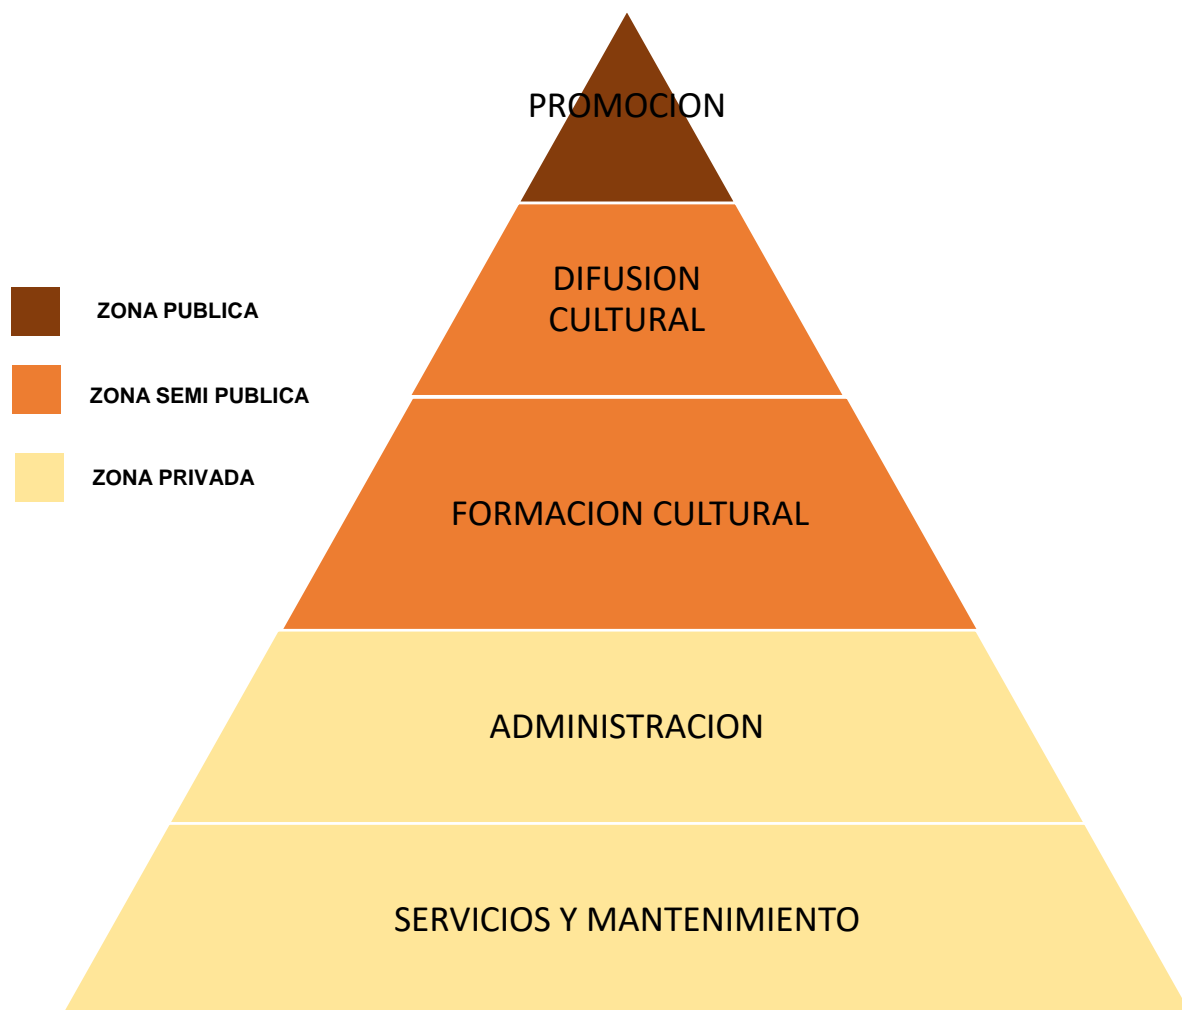 PROMOCION
DIFUSION
CULTURAL
ZONA PUBLICA
ZONA SEMI PUBLICA
ZONA PRIVADA
FORMACION CULTURAL
ADMINISTRACION
SERVICIOS Y MANTENIMIENTO